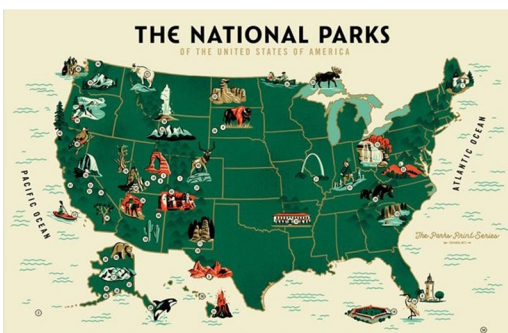 THE NATIONAL PARKS
OF THE UNITED STATES OF AMERICA
PACIFIC OCEAN
ATLANTIC OCEAN
The Parks Print Series